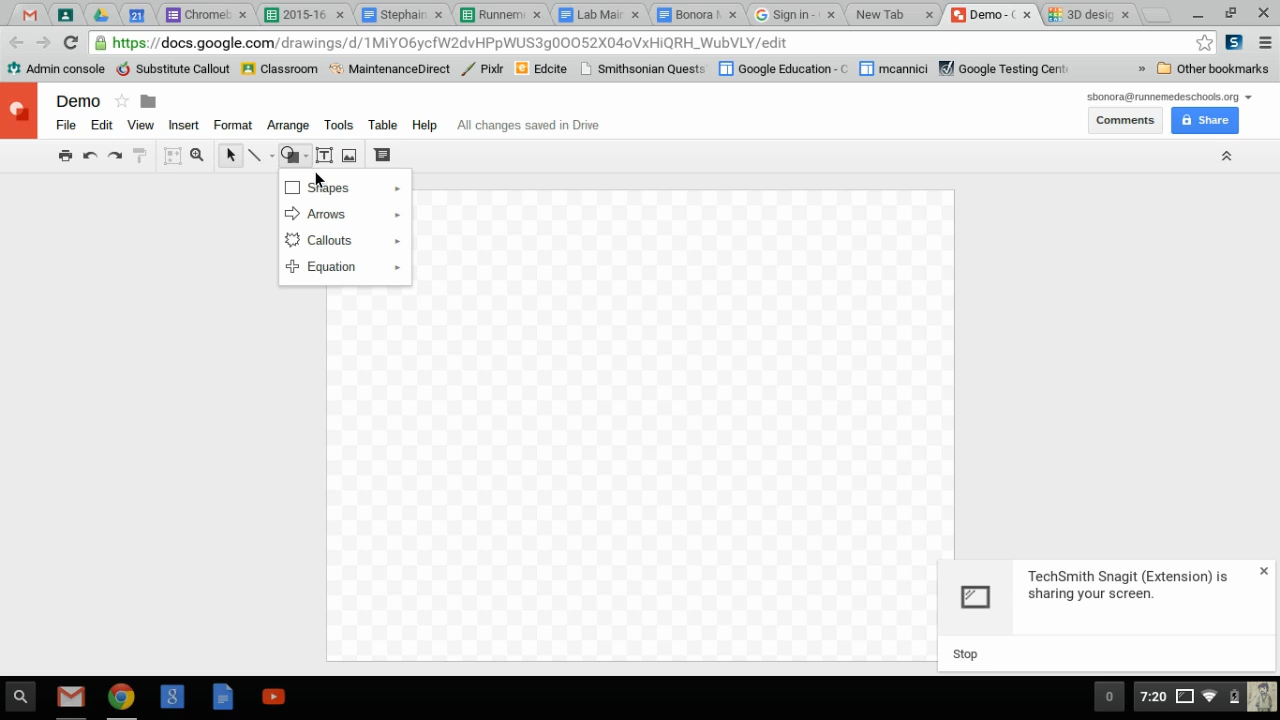 21 Chromeb 2015-16 Stephain Runnem Lab Main Bonora M Sign in - New Tab Demo - 3D desig
https://docs.google.com/drawings/d/1MiYO6ycfW2dvHPpWUS3g0OO52X04oVxHiQRH_WubVLY/edit
Admin console Substitute Callout Classroom MaintenanceDirect Pixlr Edcite Smithsonian Quests Google Education - C mcannici Google Testing Cent » Other bookmarks
Demo
sbonora@runnemedeschools.org
File Edit View Insert Format Arrange Tools Table Help All changes saved in Drive
Comments Share
Shapes
Arrows
Callouts
Equation
TechSmith Snagit (Extension) is
sharing your screen.
Stop
0 7:20